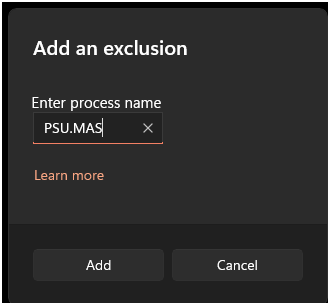 Add an exclusion
Enter process name
PSU.MAS
Learn more
Add Cancel